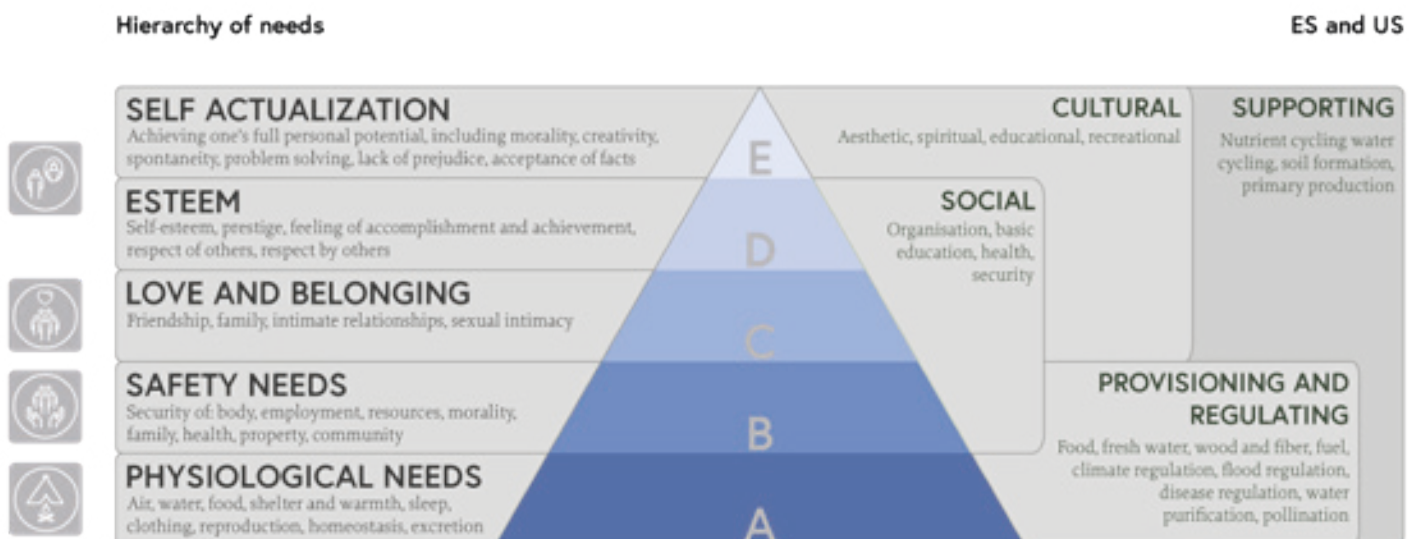 Hierarchy of needs
ES and US
SELF ACTUALIZATION
Achieving one's full personal potential, including morality, creativity,
spontaneity, problem solving, lack of prejudice, acceptance of facts
E
CULTURAL
Aesthetic, spiritual, educational, recreational
SUPPORTING
Nutrient cycling water
cycling, soil formation,
primary production
ESTEEM
Self-esteem, prestige, feeling of accomplishment and achievement,
respect of others, respect by others
D
SOCIAL
Organisation, basic
education, health,
security
LOVE AND BELONGING
Friendship, family, intimate relationships, sexual intimacy
C
SAFETY NEEDS
Security of: body, employment, resources, morality,
family, health, property, community
B
PROVISIONING AND
REGULATING
Food, fresh water, wood and fiber, fuel,
climate regulation, flood regulation,
disease regulation, water
purification, pollination
PHYSIOLOGICAL NEEDS
Air, water, food, shelter and warmth, sleep,
clothing, reproduction, homeostasis, excretion
A